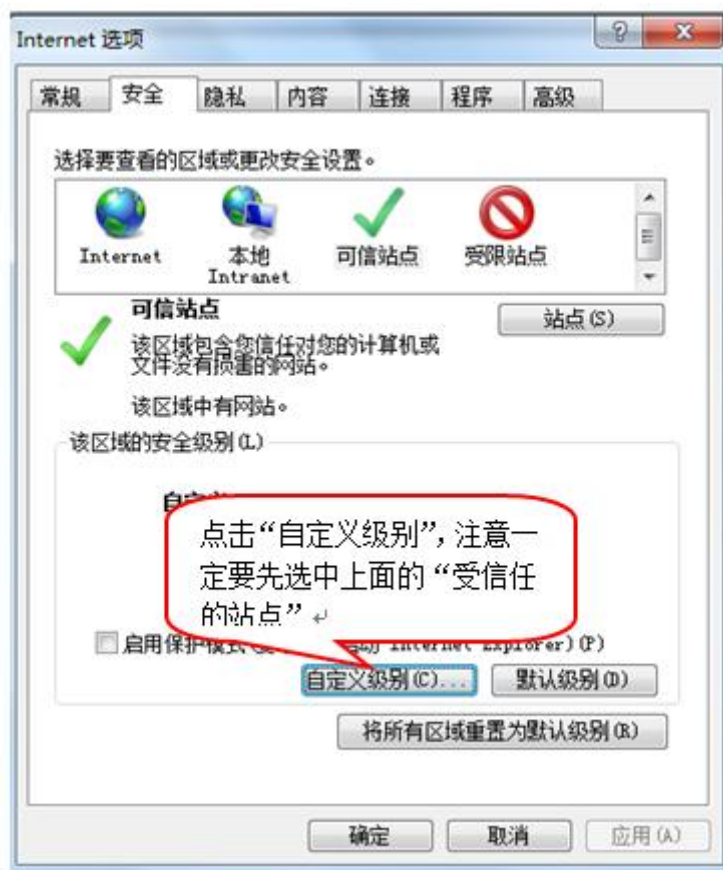 Internet 选项
常规 安全 隐私 内容 连接 程序 高级
选择要查看的区域或更改安全设置。
Internet 本地 可信站点 受限站点
Intranet
可信站点
站点(S)
该区域包含您信任对您的计算机或
文件没有损害的网站。
该区域中有网站。
该区域的安全级别(L)
点击“自定义级别”，注意一
定要先选中上面的“受信任
的站点”
启用保护模式 Internet Explorer)(P)
自定义级别(C)... 默认级别(D)
将所有区域重置为默认级别(R)
确定 取消 应用(A)